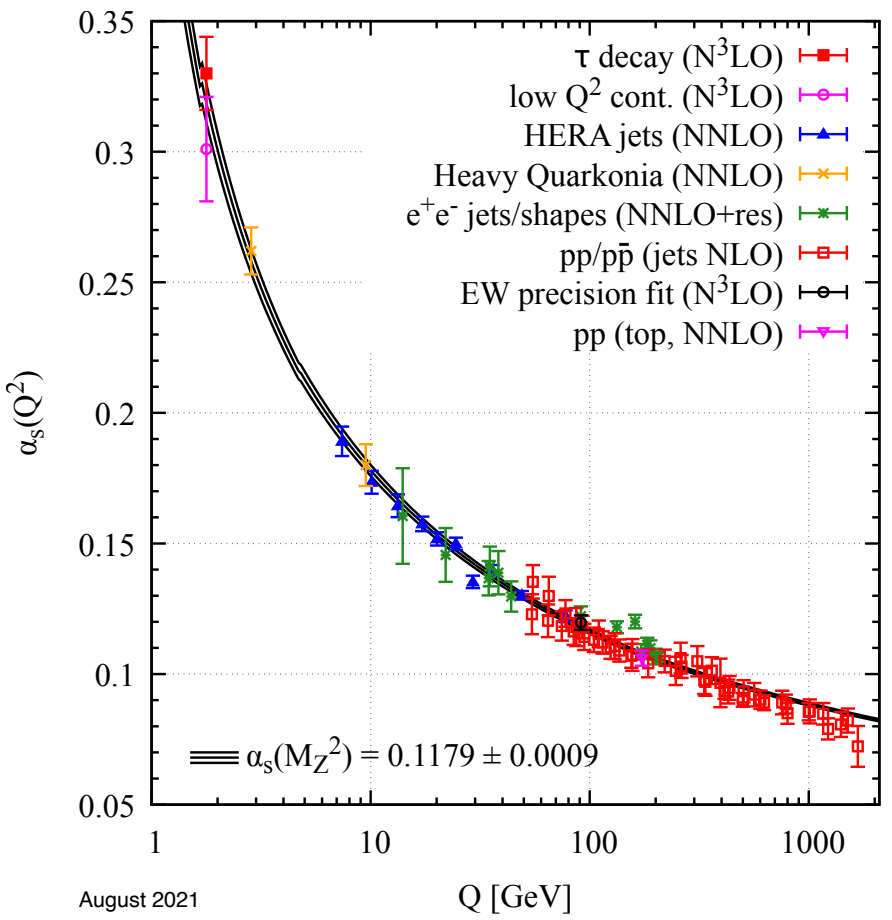 0.35
0.3
0.25
0.2
0.15
0.1
0.05
αs(Q²)
τ decay (N³LO)
low Q² cont. (N³LO)
HERA jets (NNLO)
Heavy Quarkonia (NNLO)
e⁺e⁻ jets/shapes (NNLO+res)
pp/pp̅ (jets NLO)
EW precision fit (N³LO)
pp (top, NNLO)
αs(MZ²) = 0.1179 ± 0.0009
1 10 100 1000
August 2021
Q [GeV]